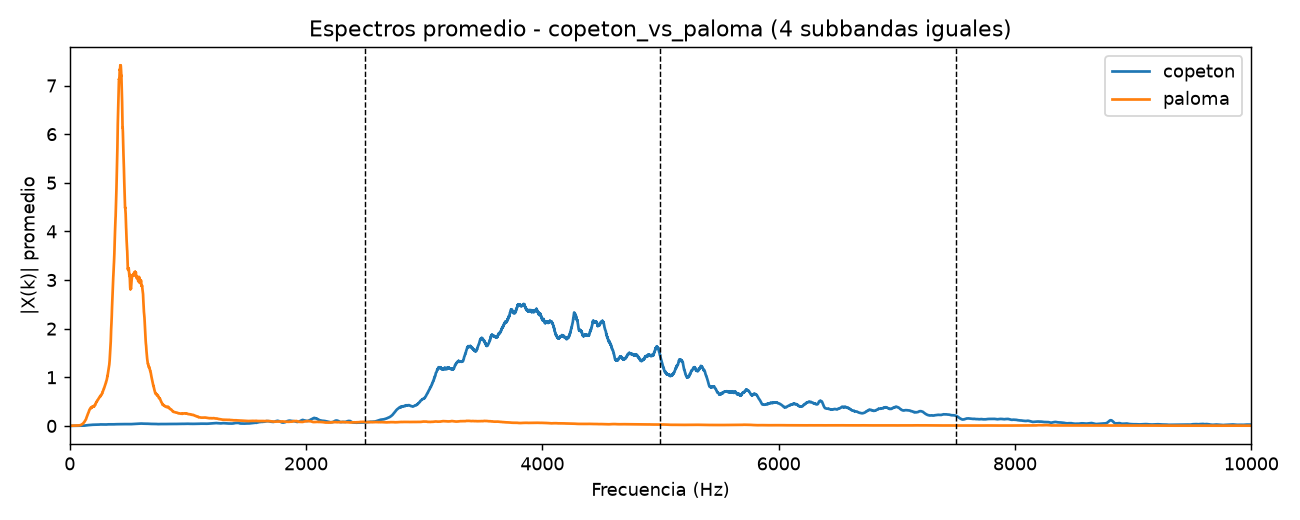 Espectros promedio - copeton_vs_paloma (4 subbandas iguales)
copeton
paloma
|X(k)| promedio
7
6
5
4
3
2
1
0
0 2000 4000 6000 8000 10000
Frecuencia (Hz)